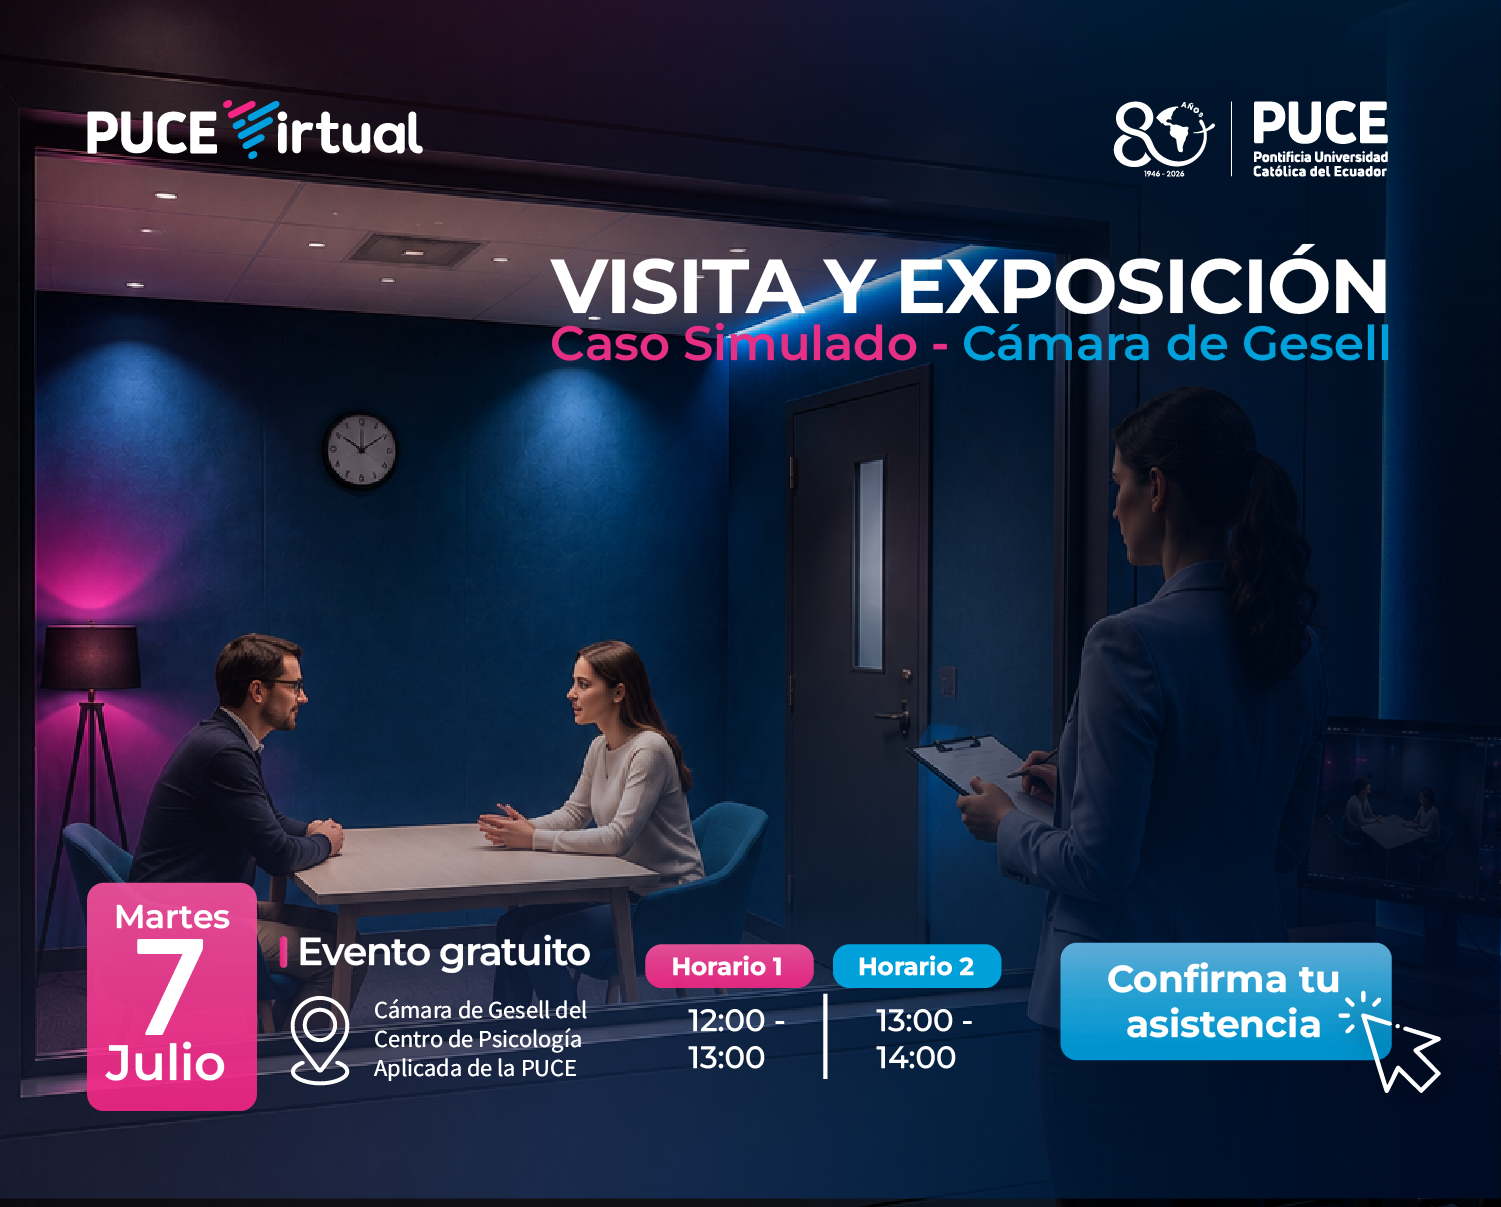 PUCE Virtual
80 AÑOS
1946 - 2026
PUCE
Pontificia Universidad
Católica del Ecuador
VISITA Y EXPOSICIÓN
Caso Simulado - Cámara de Gesell
Martes
7
Julio
Evento gratuito
Cámara de Gesell del
Centro de Psicología
Aplicada de la PUCE
Horario 1
12:00 -
13:00
Horario 2
13:00 -
14:00
Confirma tu
asistencia